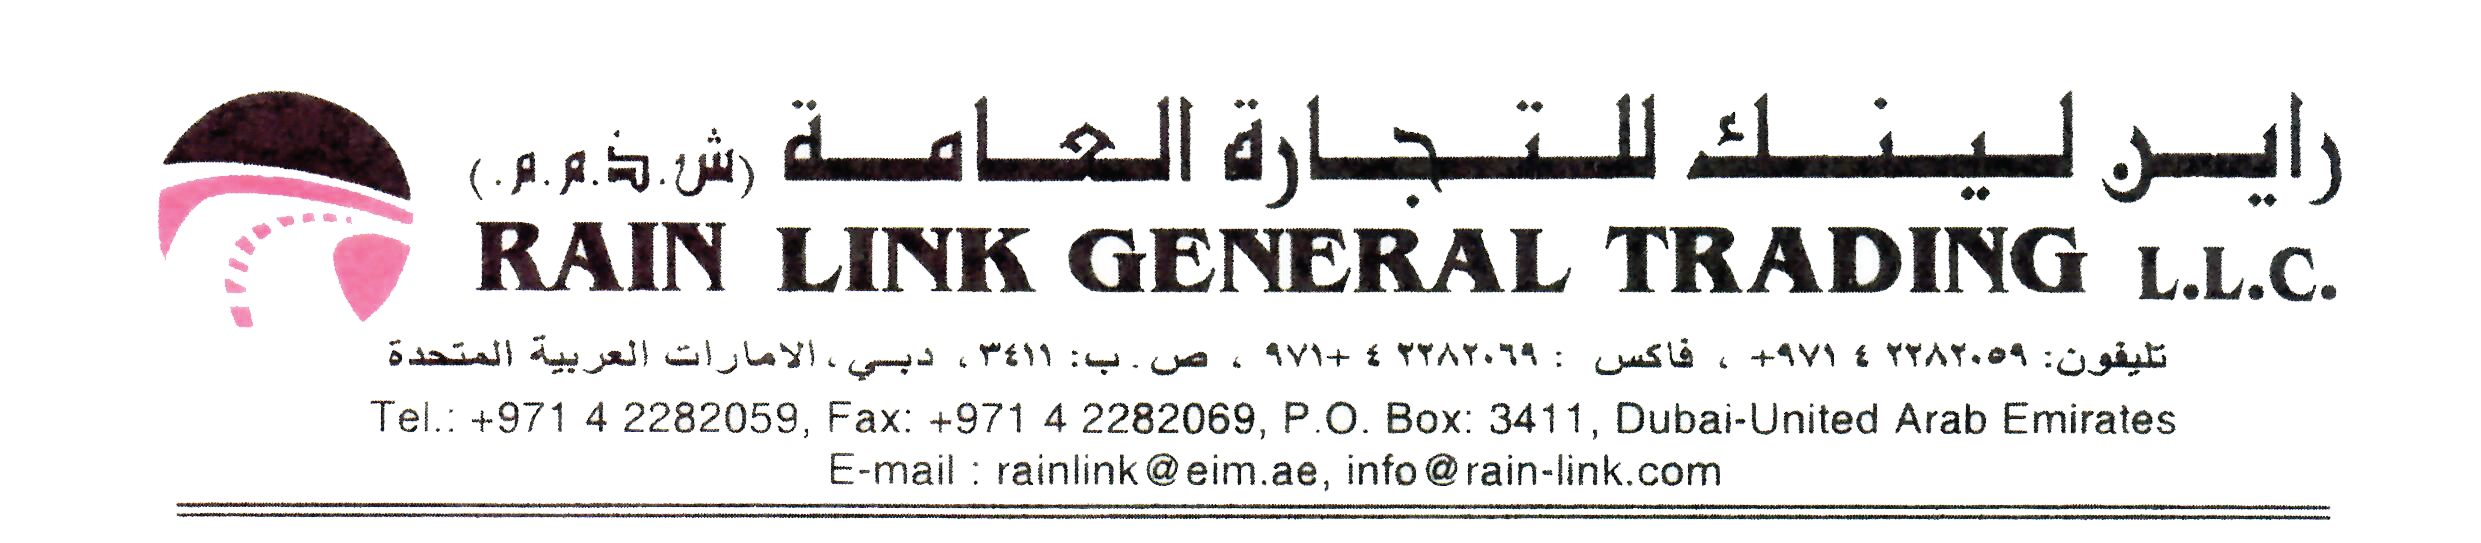 راين لينك للتجارة العامة (ش.ذ.م.م.)
RAIN LINK GENERAL TRADING L.L.C.
تليفون: ٢٢٨٢٠٥٩ ٤ ٩٧١+ ، فاكس : ٢٢٨٢٠٦٩ ٤ +٩٧١ ، ص.ب: ٣٤١١ ، دبي، الامارات العربية المتحدة
Tel.: +971 4 2282059, Fax: +971 4 2282069, P.O. Box: 3411, Dubai-United Arab Emirates
E-mail : rainlink@eim.ae, info@rain-link.com